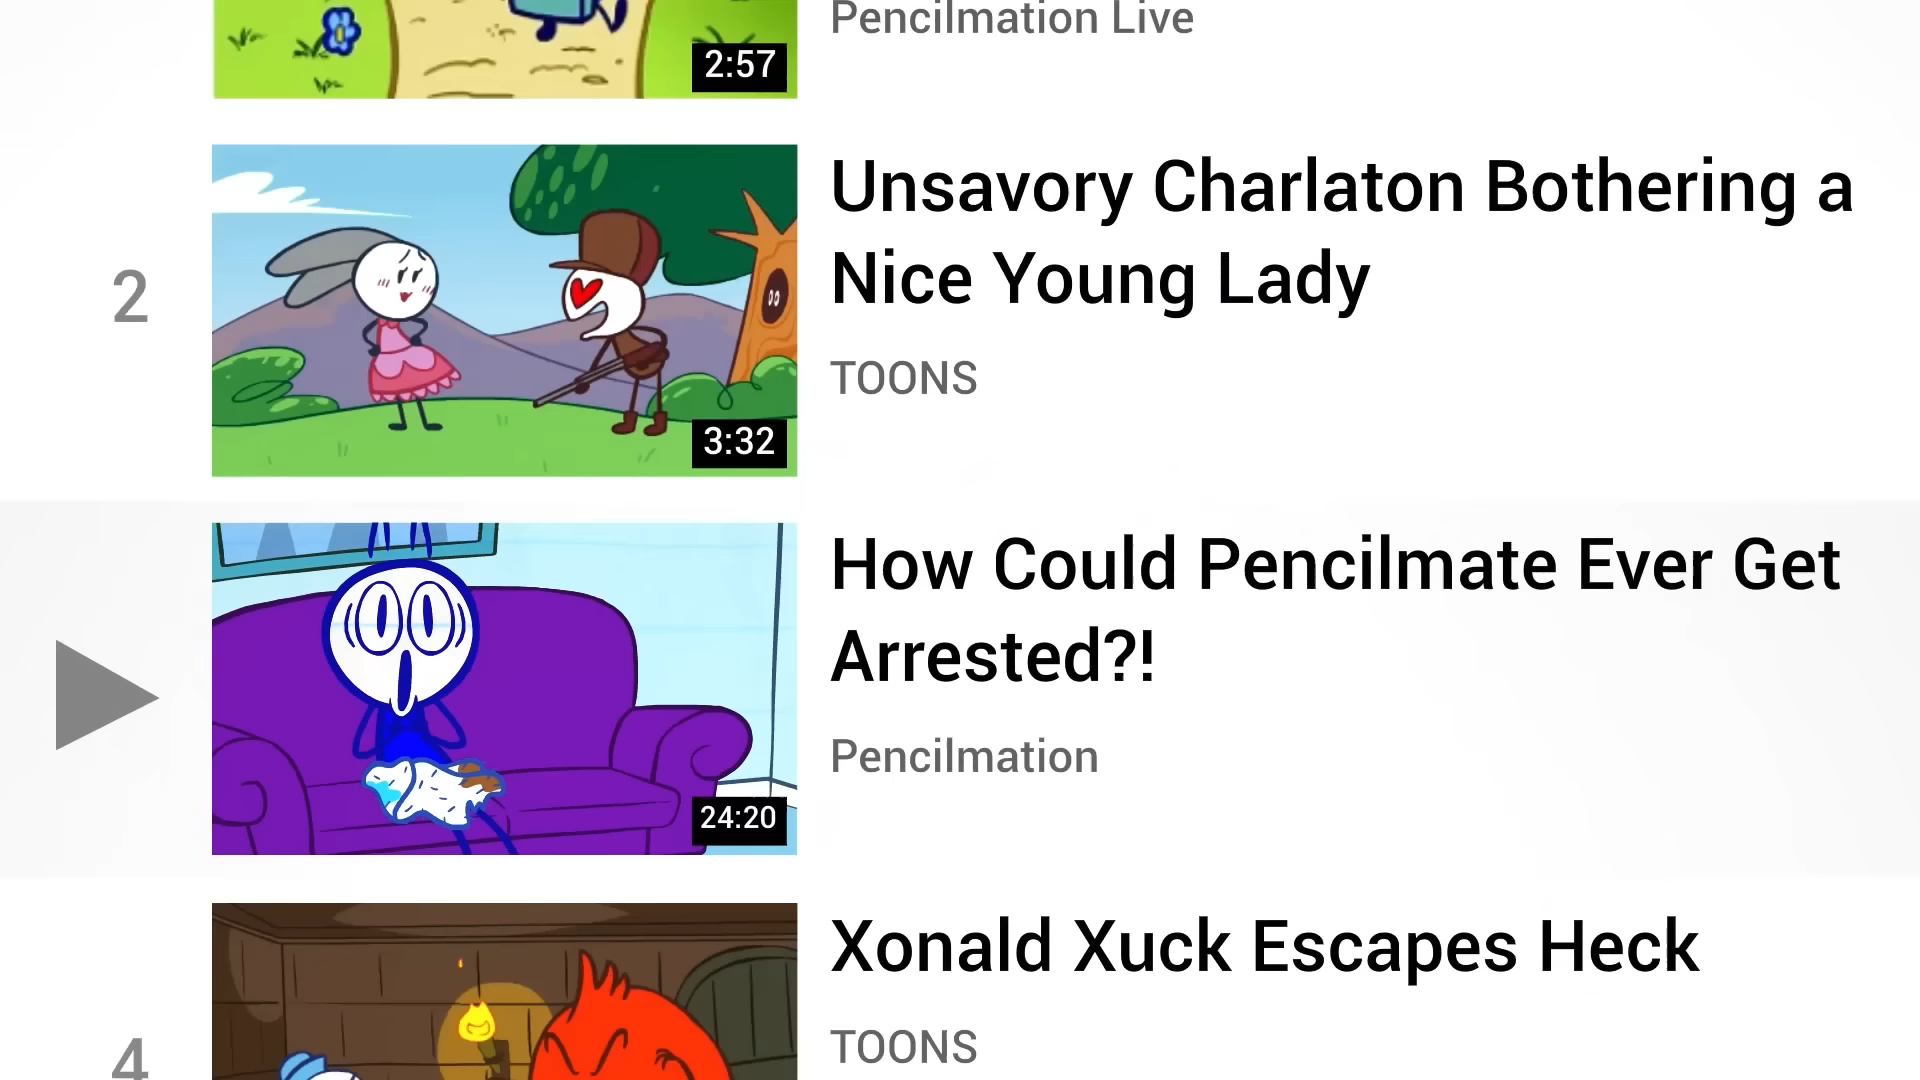 Pencilmation Live
2:57
2
Unsavory Charlaton Bothering a
Nice Young Lady
TOONS
3:32
How Could Pencilmate Ever Get
Arrested?!
Pencilmation
24:20
Xonald Xuck Escapes Heck
TOONS
4